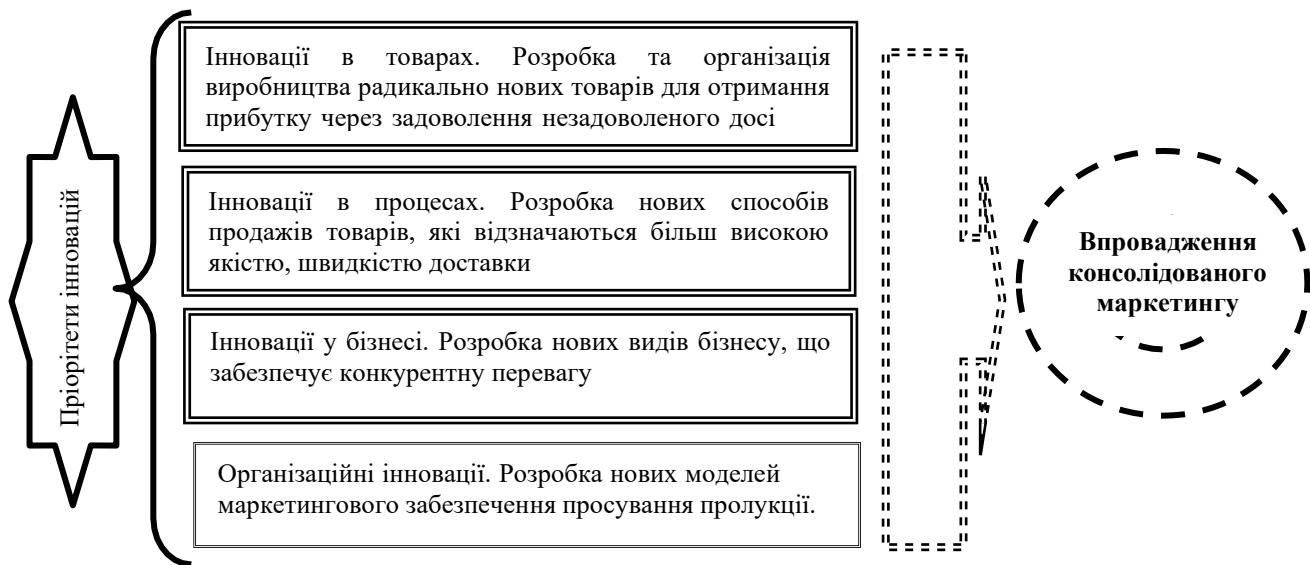 Пріорітети інновацій
Інновації в товарах. Розробка та організація
виробництва радикально нових товарів для отримання
прибутку через задоволення незадоволеного досі
Інновації в процесах. Розробка нових способів
продажів товарів, які відзначаються більш високою
якістю, швидкістю доставки
Інновації у бізнесі. Розробка нових видів бізнесу, що
забезпечує конкурентну перевагу
Організаційні інновації. Розробка нових моделей
маркетингового забезпечення просування пролукції.
Впровадження
консолідованого
маркетингу